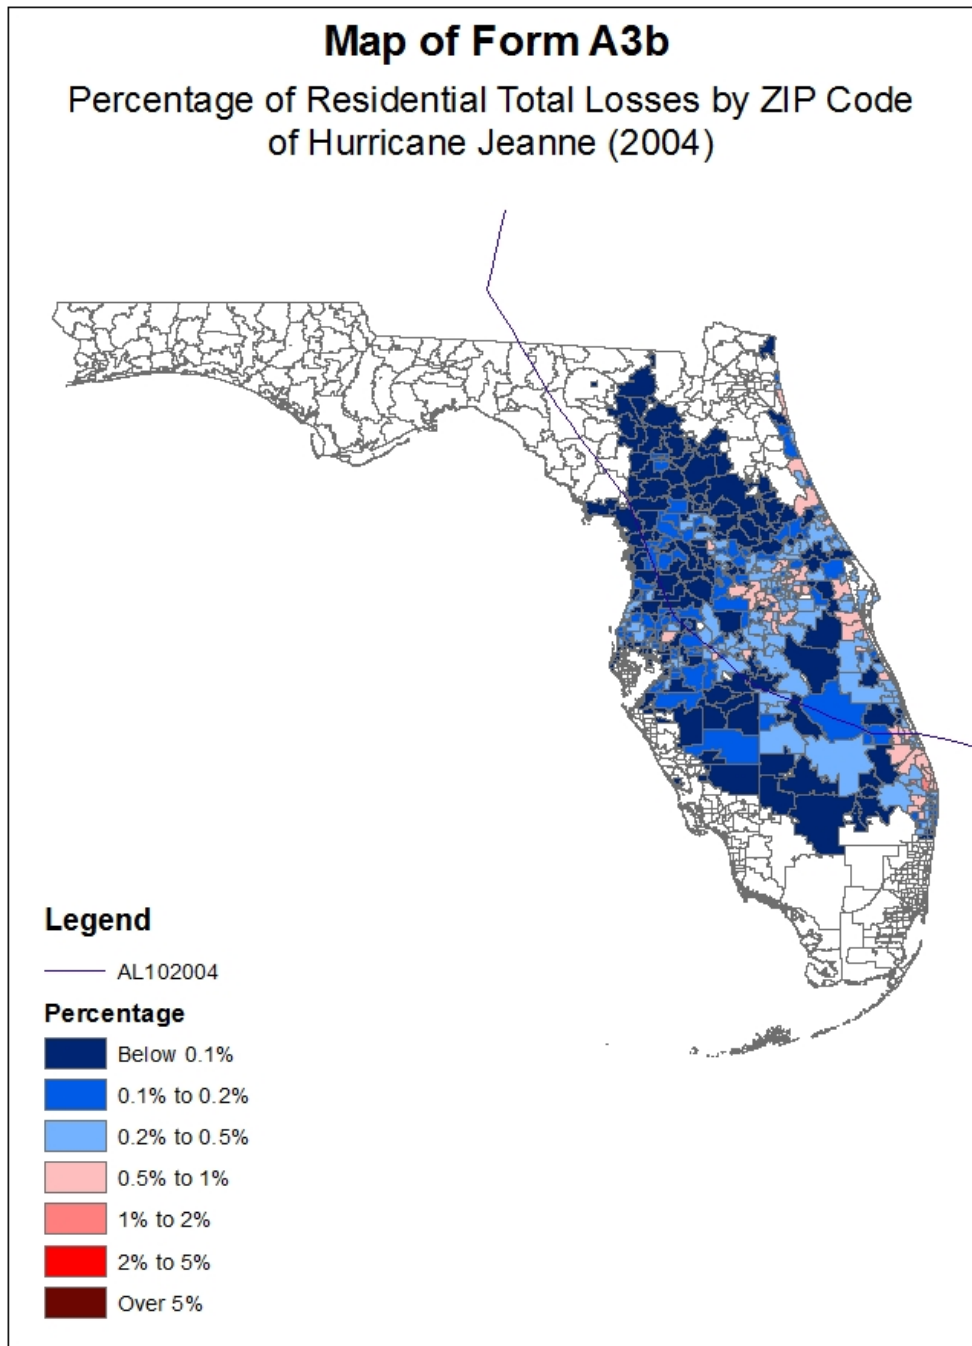 Map of Form A3b
Percentage of Residential Total Losses by ZIP Code
of Hurricane Jeanne (2004)
Legend
AL102004
Percentage
Below 0.1%
0.1% to 0.2%
0.2% to 0.5%
0.5% to 1%
1% to 2%
2% to 5%
Over 5%